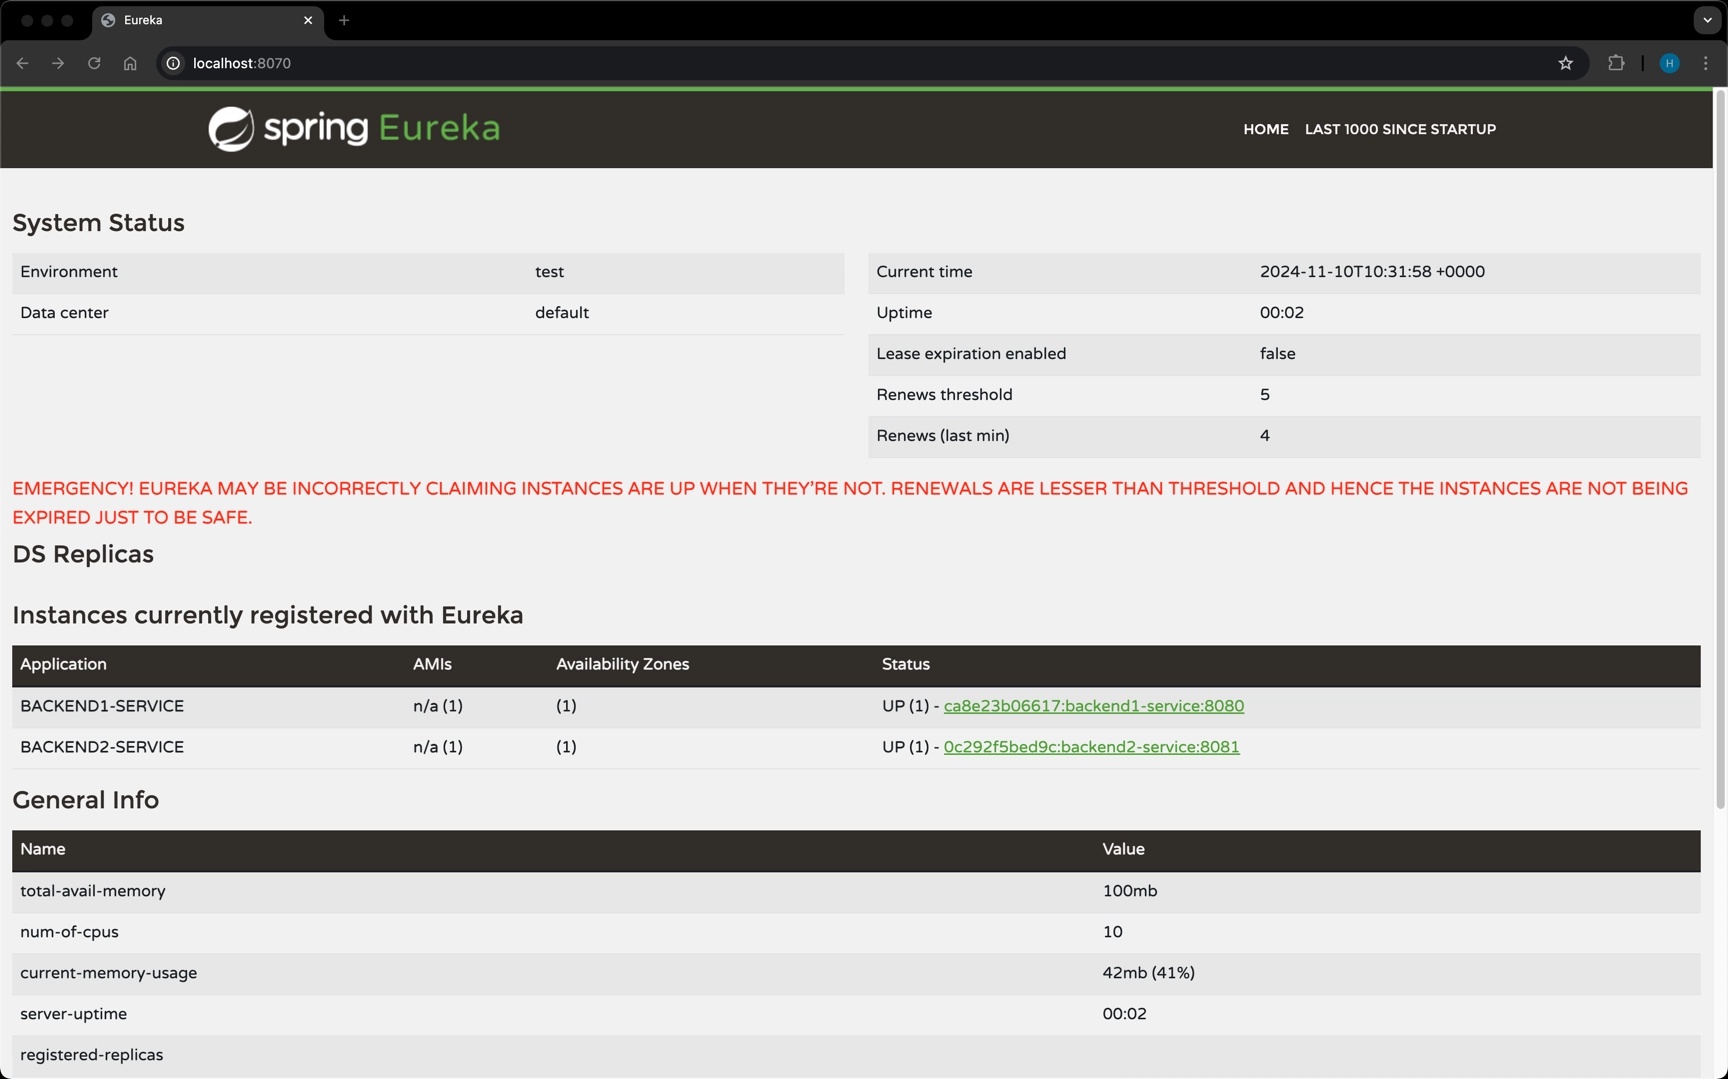 Eureka
localhost:8070
H
spring Eureka
HOME LAST 1000 SINCE STARTUP
System Status
Environment test
Data center default
Current time 2024-11-10T10:31:58 +0000
Uptime 00:02
Lease expiration enabled false
Renews threshold 5
Renews (last min) 4
EMERGENCY! EUREKA MAY BE INCORRECTLY CLAIMING INSTANCES ARE UP WHEN THEY'RE NOT. RENEWALS ARE LESSER THAN THRESHOLD AND HENCE THE INSTANCES ARE NOT BEING
EXPIRED JUST TO BE SAFE.
DS Replicas
Instances currently registered with Eureka
Application AMIs Availability Zones Status
BACKEND1-SERVICE n/a (1) (1) UP (1) - ca8e23b06617:backend1-service:8080
BACKEND2-SERVICE n/a (1) (1) UP (1) - 0c292f5bed9c:backend2-service:8081
General Info
Name Value
total-avail-memory 100mb
num-of-cpus 10
current-memory-usage 42mb (41%)
server-uptime 00:02
registered-replicas